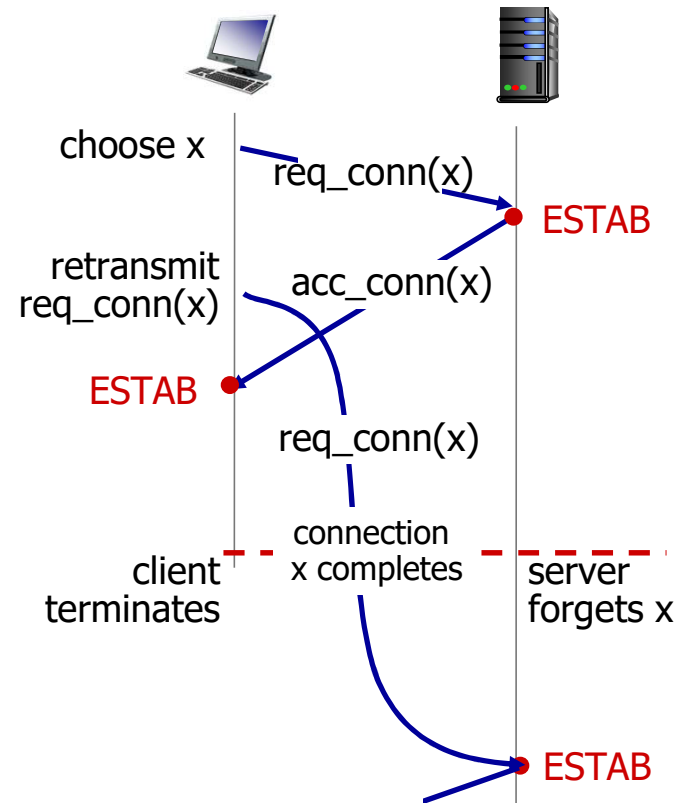 choose x
req_conn(x)
ESTAB
retransmit
req_conn(x)
acc_conn(x)
ESTAB
req_conn(x)
connection
x completes
client
terminates
server
forgets x
ESTAB